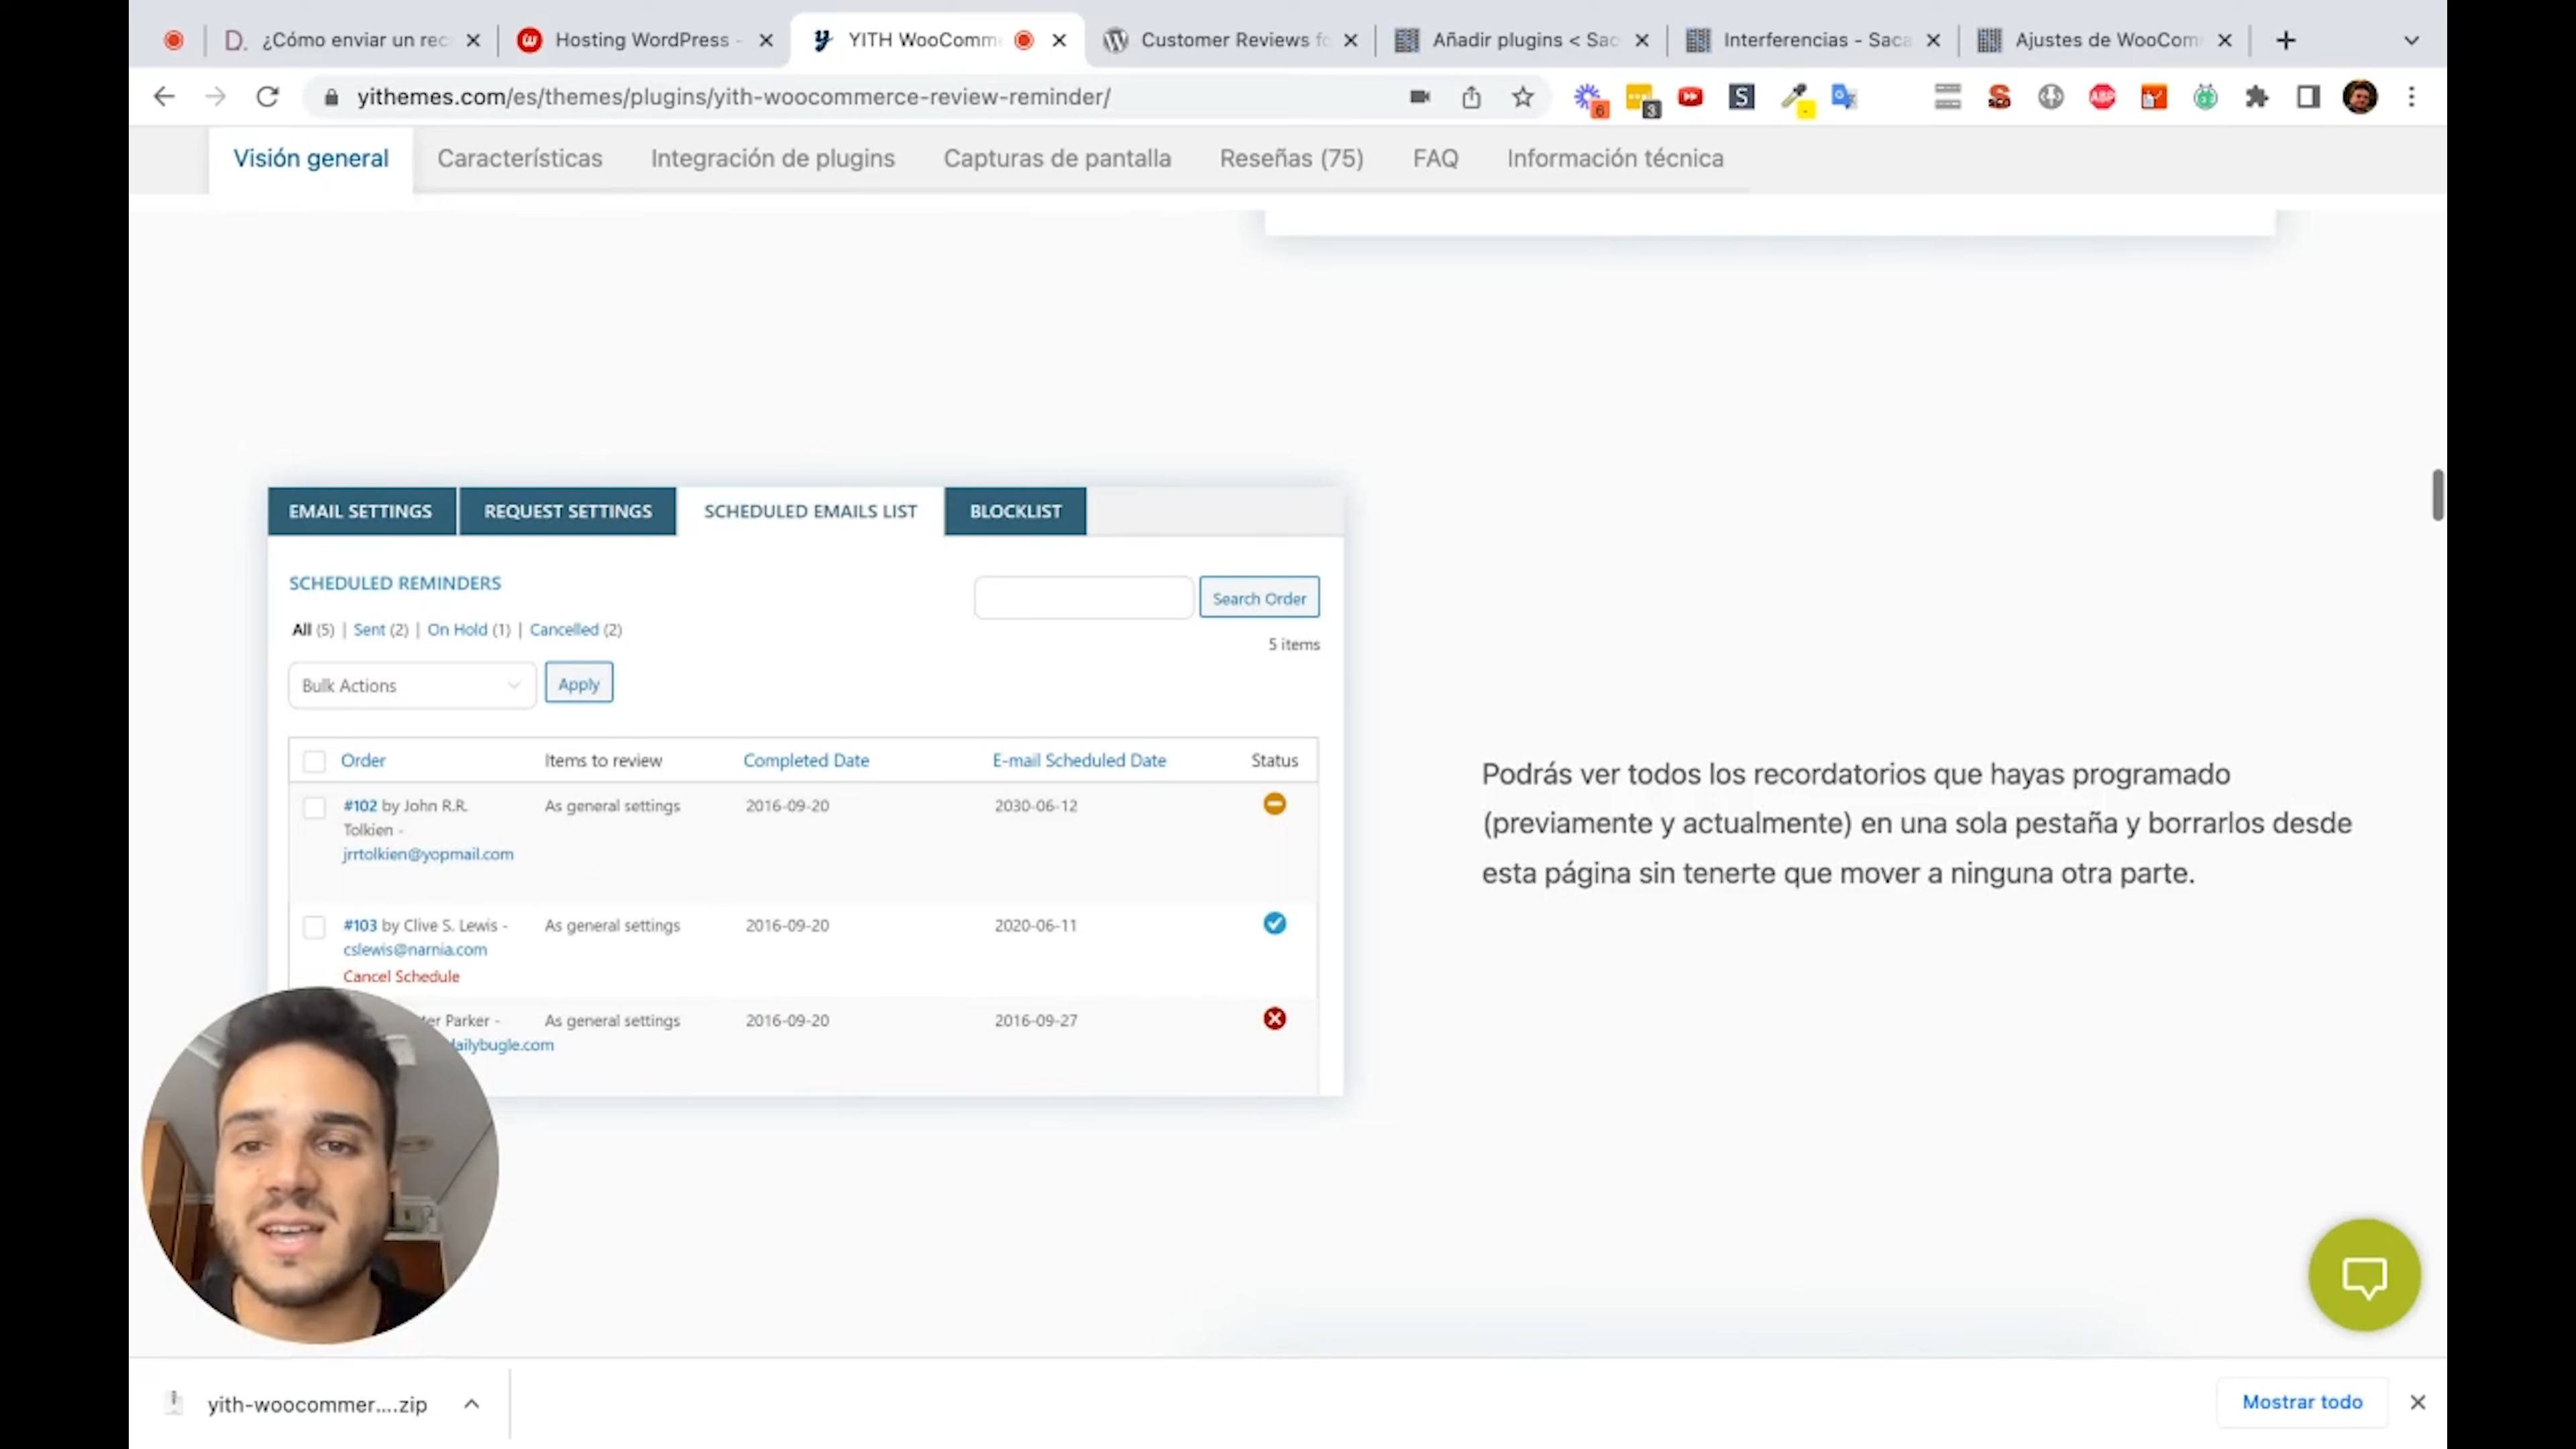 ¿Cómo enviar un rec
Hosting WordPress -
YITH WooComm
Customer Reviews fo
Añadir plugins < Sac
Interferencias - Saca
Ajustes de WooCom
yithemes.com/es/themes/plugins/yith-woocommerce-review-reminder/
6
3
S
ABP
Visión general
Características
Integración de plugins
Capturas de pantalla
Reseñas (75)
FAQ
Información técnica
EMAIL SETTINGS
REQUEST SETTINGS
SCHEDULED EMAILS LIST
BLOCKLIST
SCHEDULED REMINDERS
Search Order
All (5) | Sent (2) | On Hold (1) | Cancelled (2)
5 items
Bulk Actions
Apply
Order
Items to review
Completed Date
E-mail Scheduled Date
Status
#102 by John R.R.
Tolkien -
jrrtolkien@yopmail.com
As general settings
2016-09-20
2030-06-12
#103 by Clive S. Lewis -
cslewis@narnia.com
Cancel Schedule
As general settings
2016-09-20
2020-06-11
ter Parker -
dailybugle.com
As general settings
2016-09-20
2016-09-27
Podrás ver todos los recordatorios que hayas programado
(previamente y actualmente) en una sola pestaña y borrarlos desde
esta página sin tenerte que mover a ninguna otra parte.
yith-woocommer....zip
Mostrar todo